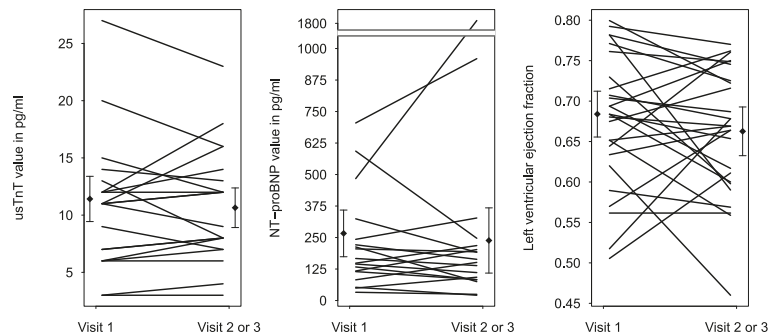 usTnT value in pg/ml
25
20
15
10
5
Visit 1
Visit 2 or 3
NT−proBNP value in pg/ml
1800
1000
875
750
625
500
375
250
125
0
Visit 1
Visit 2 or 3
Left ventricular ejection fraction
0.80
0.75
0.70
0.65
0.60
0.55
0.50
0.45
Visit 1
Visit 2 or 3